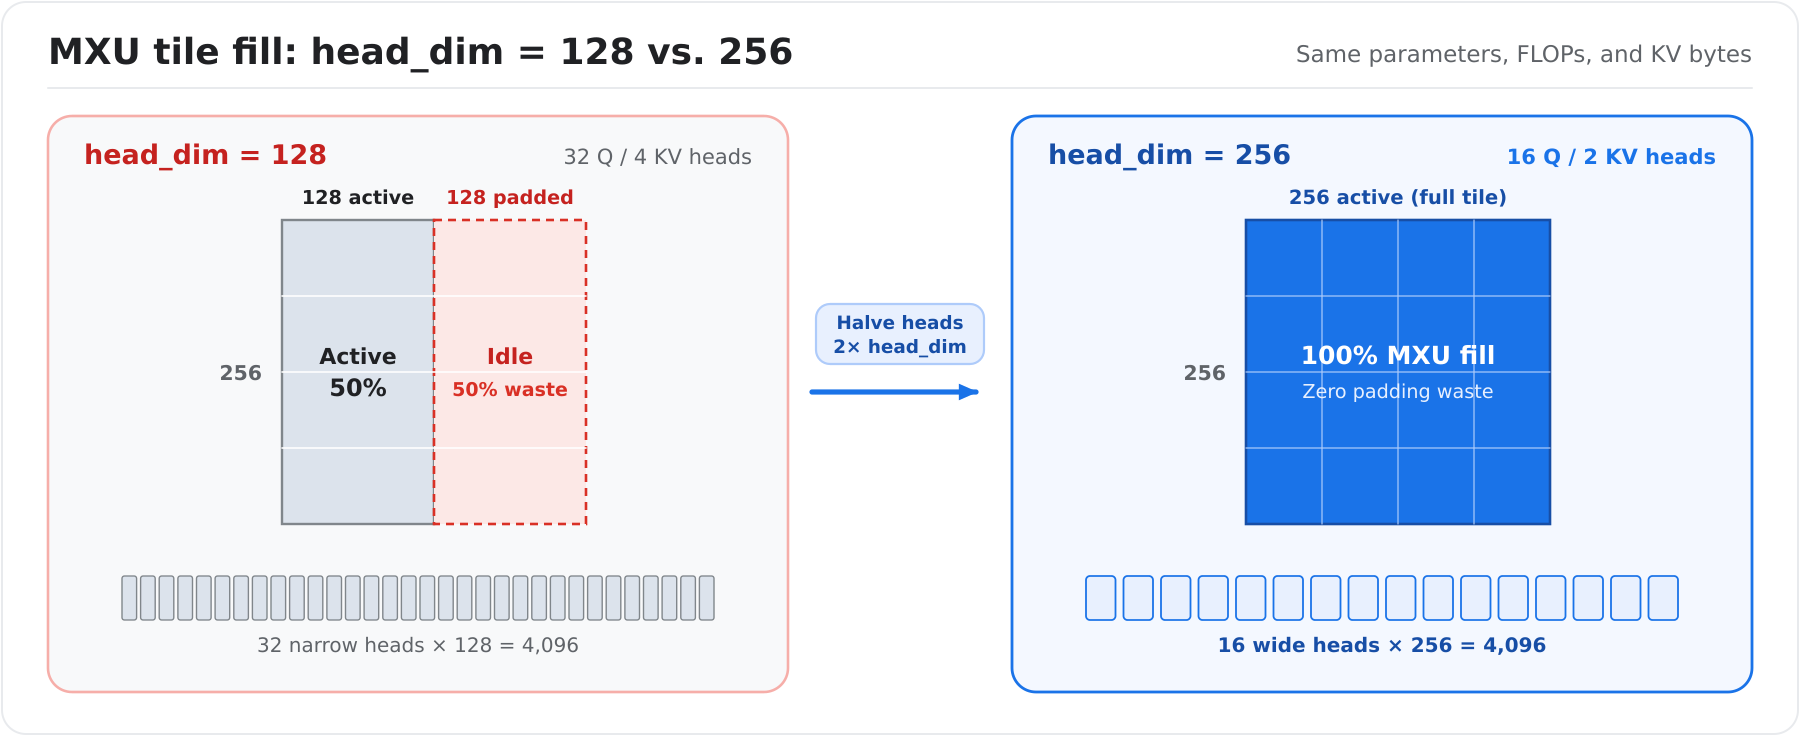 MXU tile fill: head_dim = 128 vs. 256
Same parameters, FLOPs, and KV bytes
head_dim = 128
32 Q / 4 KV heads
128 active
128 padded
256
Active
50%
Idle
50% waste
32 narrow heads × 128 = 4,096
Halve heads
2× head_dim
head_dim = 256
16 Q / 2 KV heads
256 active (full tile)
256
100% MXU fill
Zero padding waste
16 wide heads × 256 = 4,096